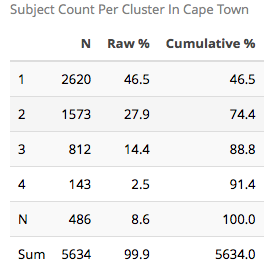 Subject Count Per Cluster In Cape Town
N Raw % Cumulative %
1 2620 46.5 46.5
2 1573 27.9 74.4
3 812 14.4 88.8
4 143 2.5 91.4
N 486 8.6 100.0
Sum 5634 99.9 5634.0